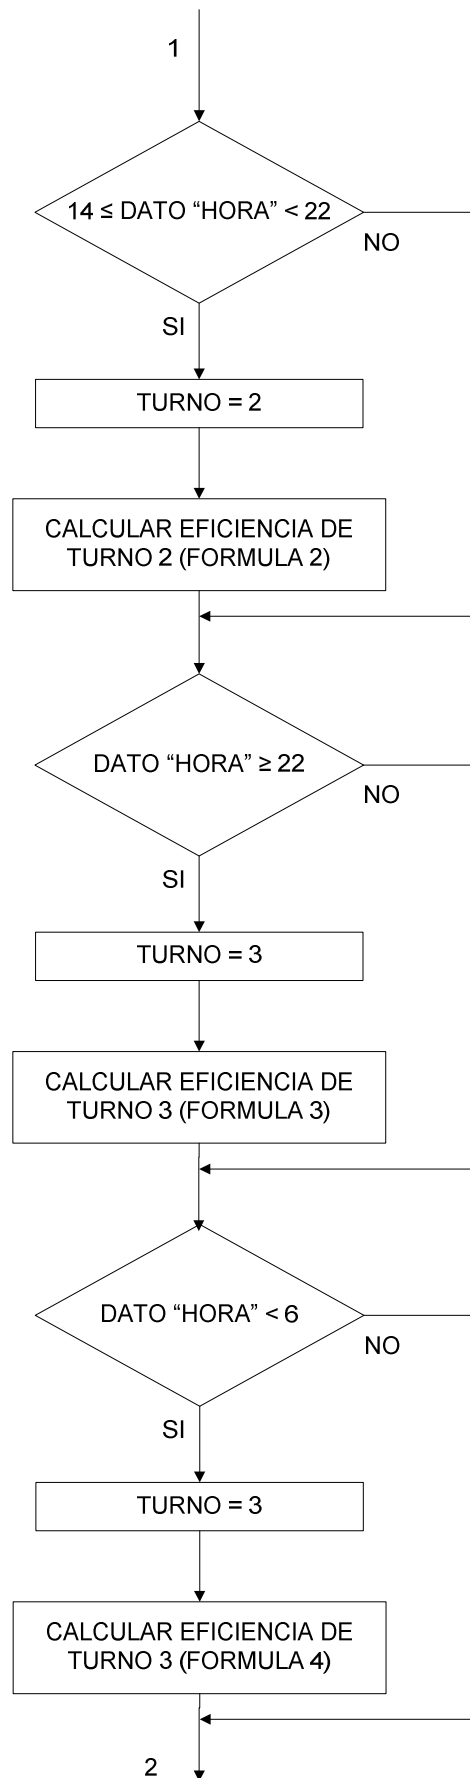 1
14 ≤ DATO “HORA” < 22
NO
SI
TURNO = 2
CALCULAR EFICIENCIA DE
TURNO 2 (FORMULA 2)
DATO “HORA” ≥ 22
NO
SI
TURNO = 3
CALCULAR EFICIENCIA DE
TURNO 3 (FORMULA 3)
DATO “HORA” < 6
NO
SI
TURNO = 3
CALCULAR EFICIENCIA DE
TURNO 3 (FORMULA 4)
2